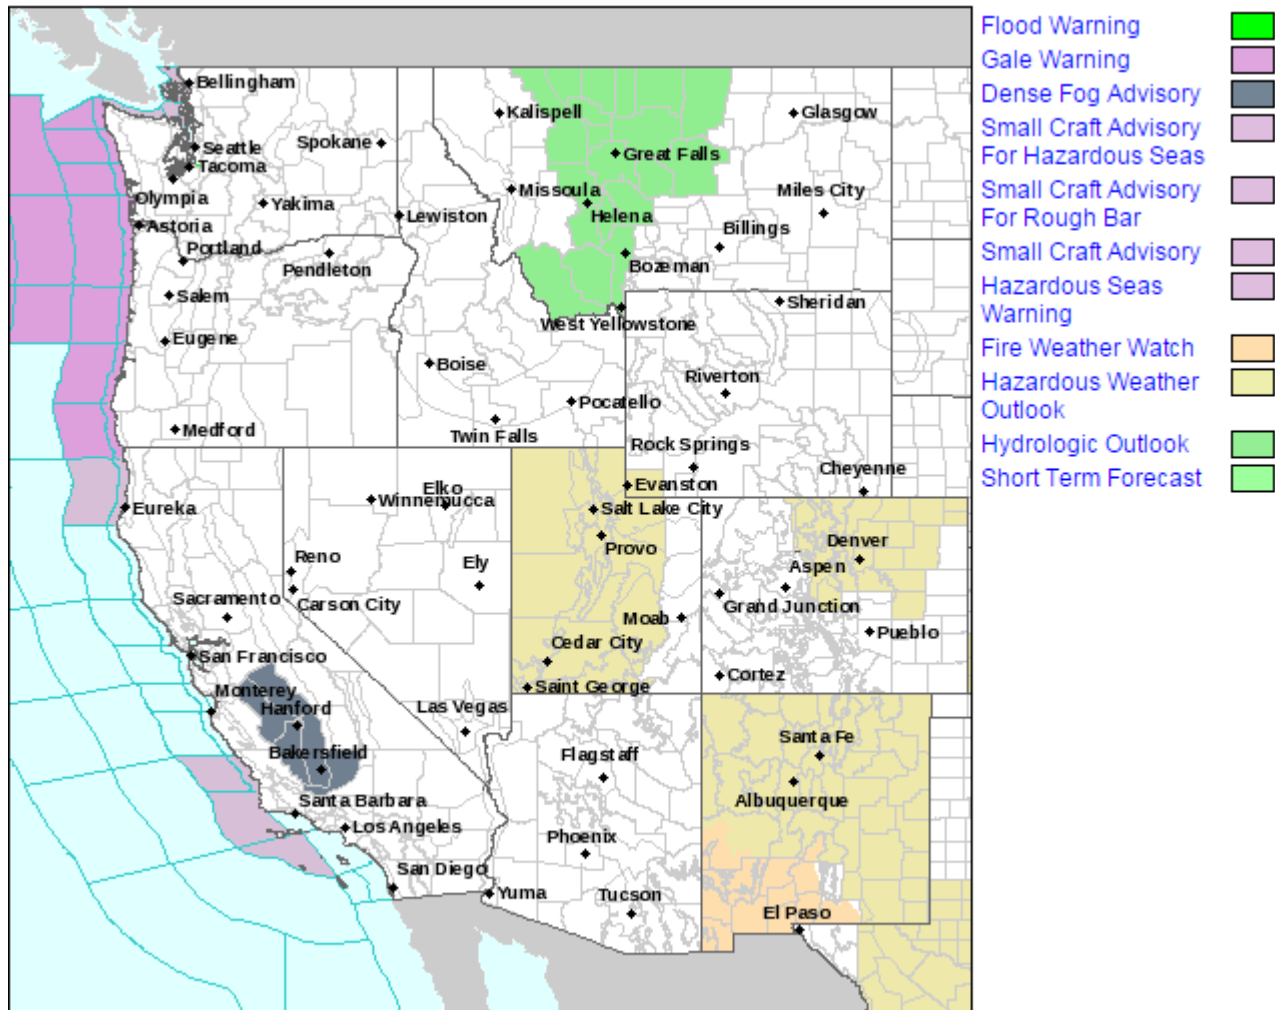 Flood Warning
Gale Warning
Dense Fog Advisory
Small Craft Advisory
For Hazardous Seas
Small Craft Advisory
For Rough Bar
Small Craft Advisory
Hazardous Seas
Warning
Fire Weather Watch
Hazardous Weather
Outlook
Hydrologic Outlook
Short Term Forecast
Bellingham
Kalispell
Glasgow
Seattle
Spokane
Great Falls
Tacoma
Olympia
Missoula
Miles City
Yakima
Lewiston
Helena
Astoria
Billings
Portland
Pendleton
Bozeman
Salem
Sheridan
West Yellowstone
Eugene
Boise
Riverton
Pocatello
Medford
Twin Falls
Rock Springs
Cheyenne
Evanston
Elko
Winnemucca
Eureka
Salt Lake City
Provo
Denver
Reno
Ely
Aspen
Sacramento
Carson City
Grand Junction
Moab
Pueblo
Cedar City
San Francisco
Cortez
Saint George
Monterey
Hanford
Las Vegas
Santa Fe
Bakersfield
Flagstaff
Albuquerque
Santa Barbara
Los Angeles
Phoenix
San Diego
Yuma
Tucson
El Paso